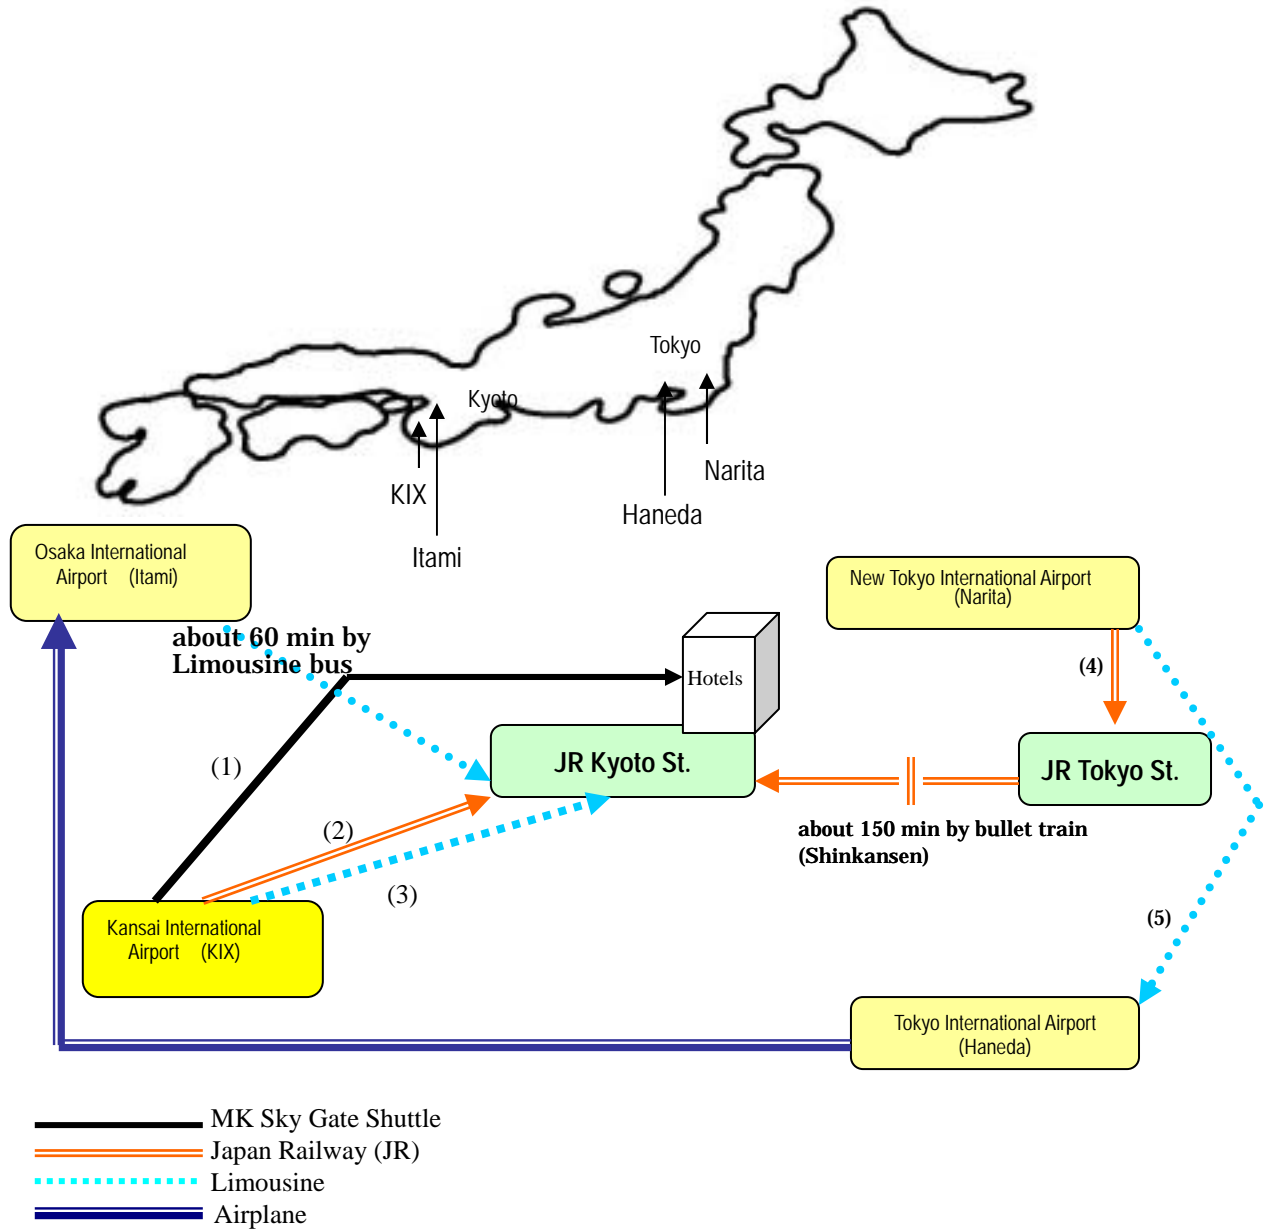 Tokyo
Kyoto
Narita
KIX
Haneda
Itami
Osaka International
Airport (Itami)
New Tokyo International Airport
(Narita)
about 60 min by
Limousine bus
(4)
Hotels
(1)
JR Kyoto St.
JR Tokyo St.
(2)
about 150 min by bullet train
(Shinkansen)
(3)
(5)
Kansai International
Airport (KIX)
Tokyo International Airport
(Haneda)
MK Sky Gate Shuttle
Japan Railway (JR)
Limousine
Airplane